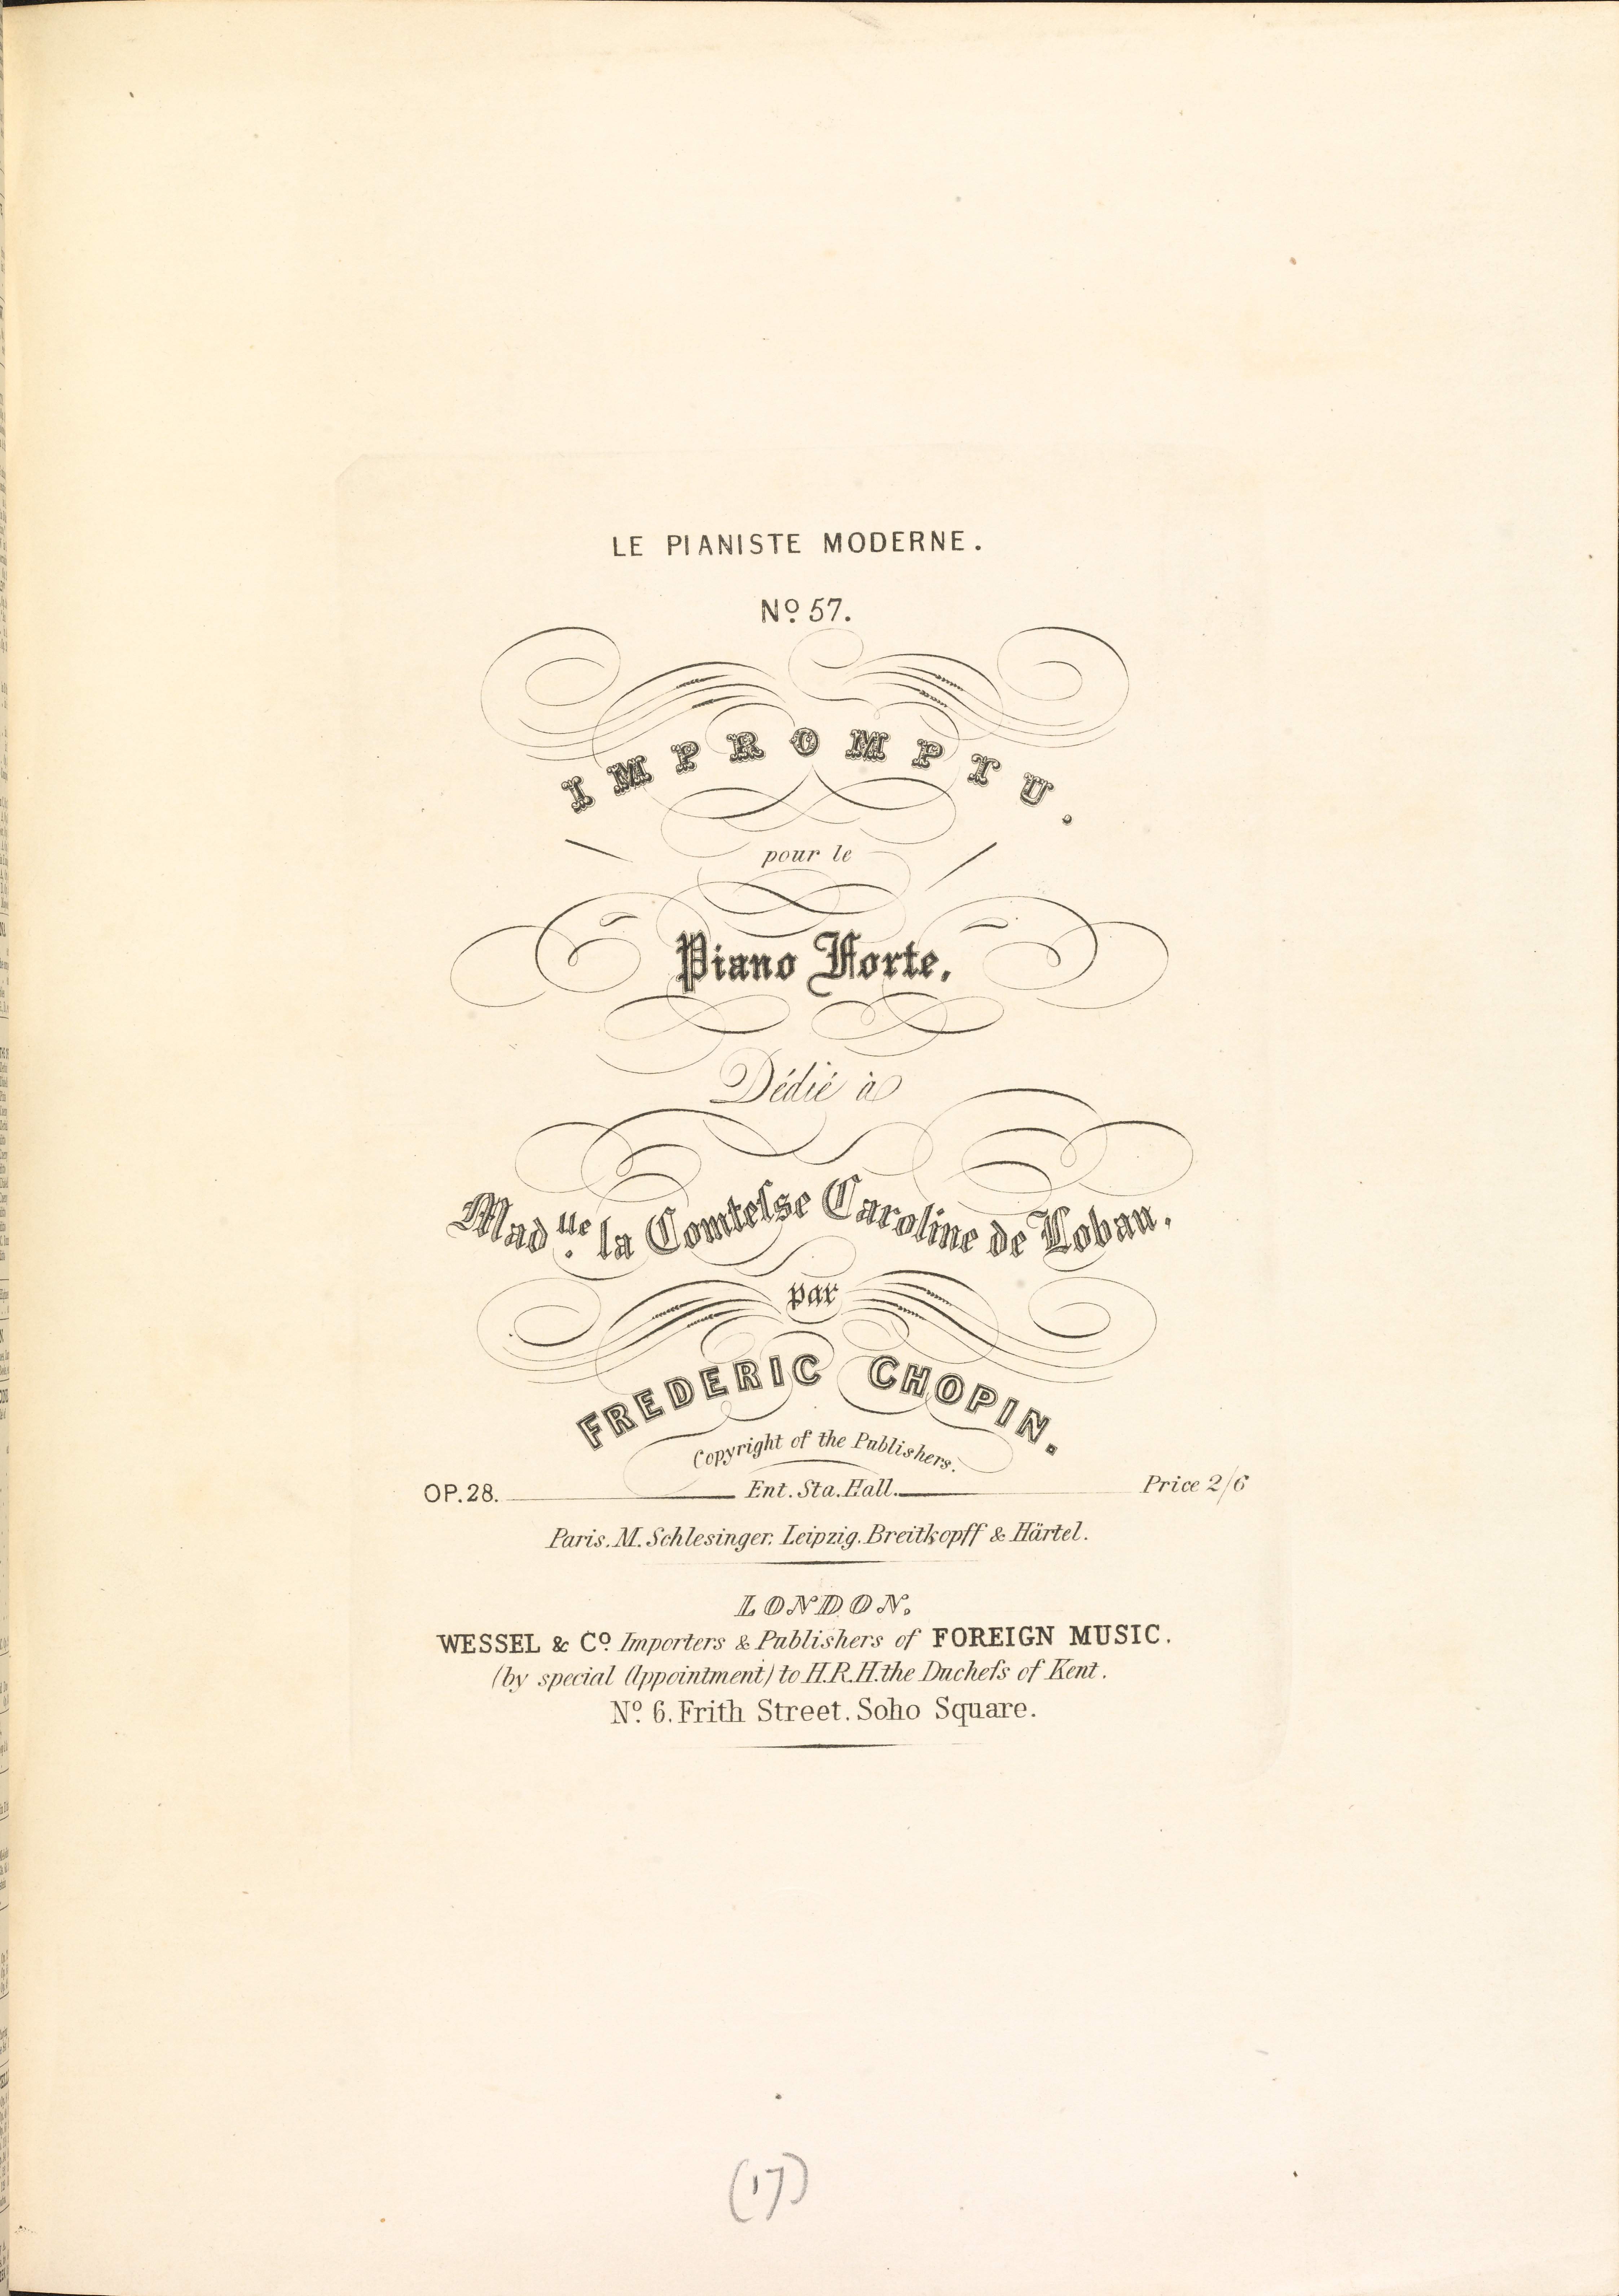 LE PIANISTE MODERNE.
Nº 57.
IMPROMPTU.
pour le
Piano Forte,
Dédié à
Madlle. la Comteſse Caroline de Lobau,
par
FREDERIC CHOPIN.
Copyright of the Publishers.
OP. 28. Ent. Sta. Hall. Price 2/6
Paris. M. Schlesinger. Leipzig. Breitkopff & Härtel.
LONDON,
WESSEL & Cº Importers & Publishers of FOREIGN MUSIC.
(by special Appointment) to H.R.H. the Ducheſs of Kent.
Nº 6. Frith Street. Soho Square.
(17)